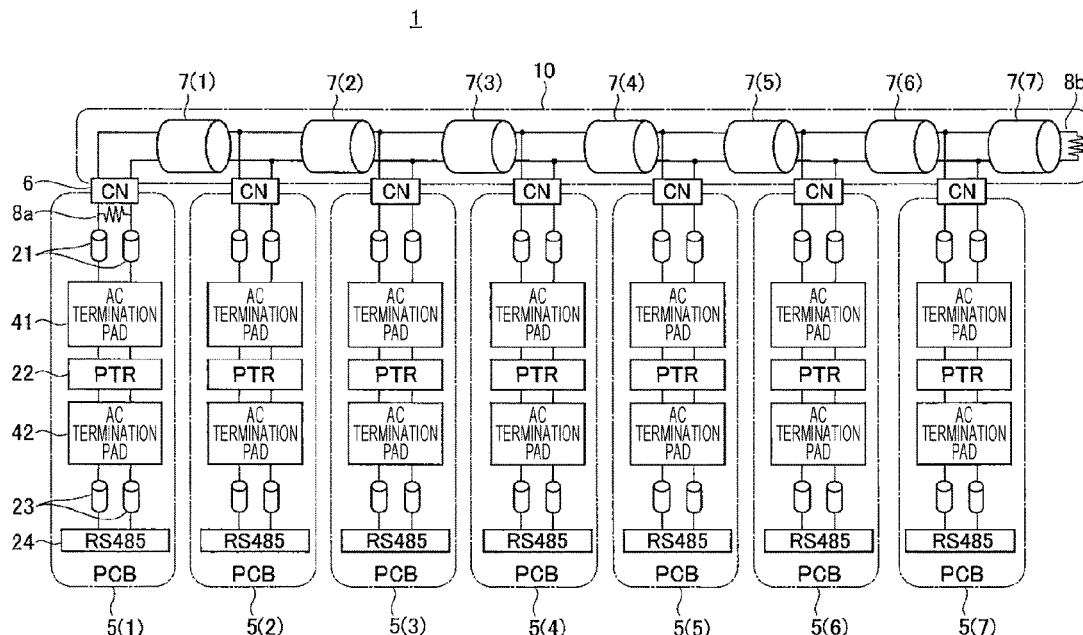 1
7(1) 7(2) 7(3) 10 7(4) 7(5) 7(6) 7(7) 8b
6 CN CN CN CN CN CN CN
8a
21
41 AC TERMINATION PAD AC TERMINATION PAD AC TERMINATION PAD AC TERMINATION PAD AC TERMINATION PAD AC TERMINATION PAD AC TERMINATION PAD
22 PTR PTR PTR PTR PTR PTR PTR
42 AC TERMINATION PAD AC TERMINATION PAD AC TERMINATION PAD AC TERMINATION PAD AC TERMINATION PAD AC TERMINATION PAD AC TERMINATION PAD
23
24 RS485 RS485 RS485 RS485 RS485 RS485 RS485
PCB PCB PCB PCB PCB PCB PCB
5(1) 5(2) 5(3) 5(4) 5(5) 5(6) 5(7)